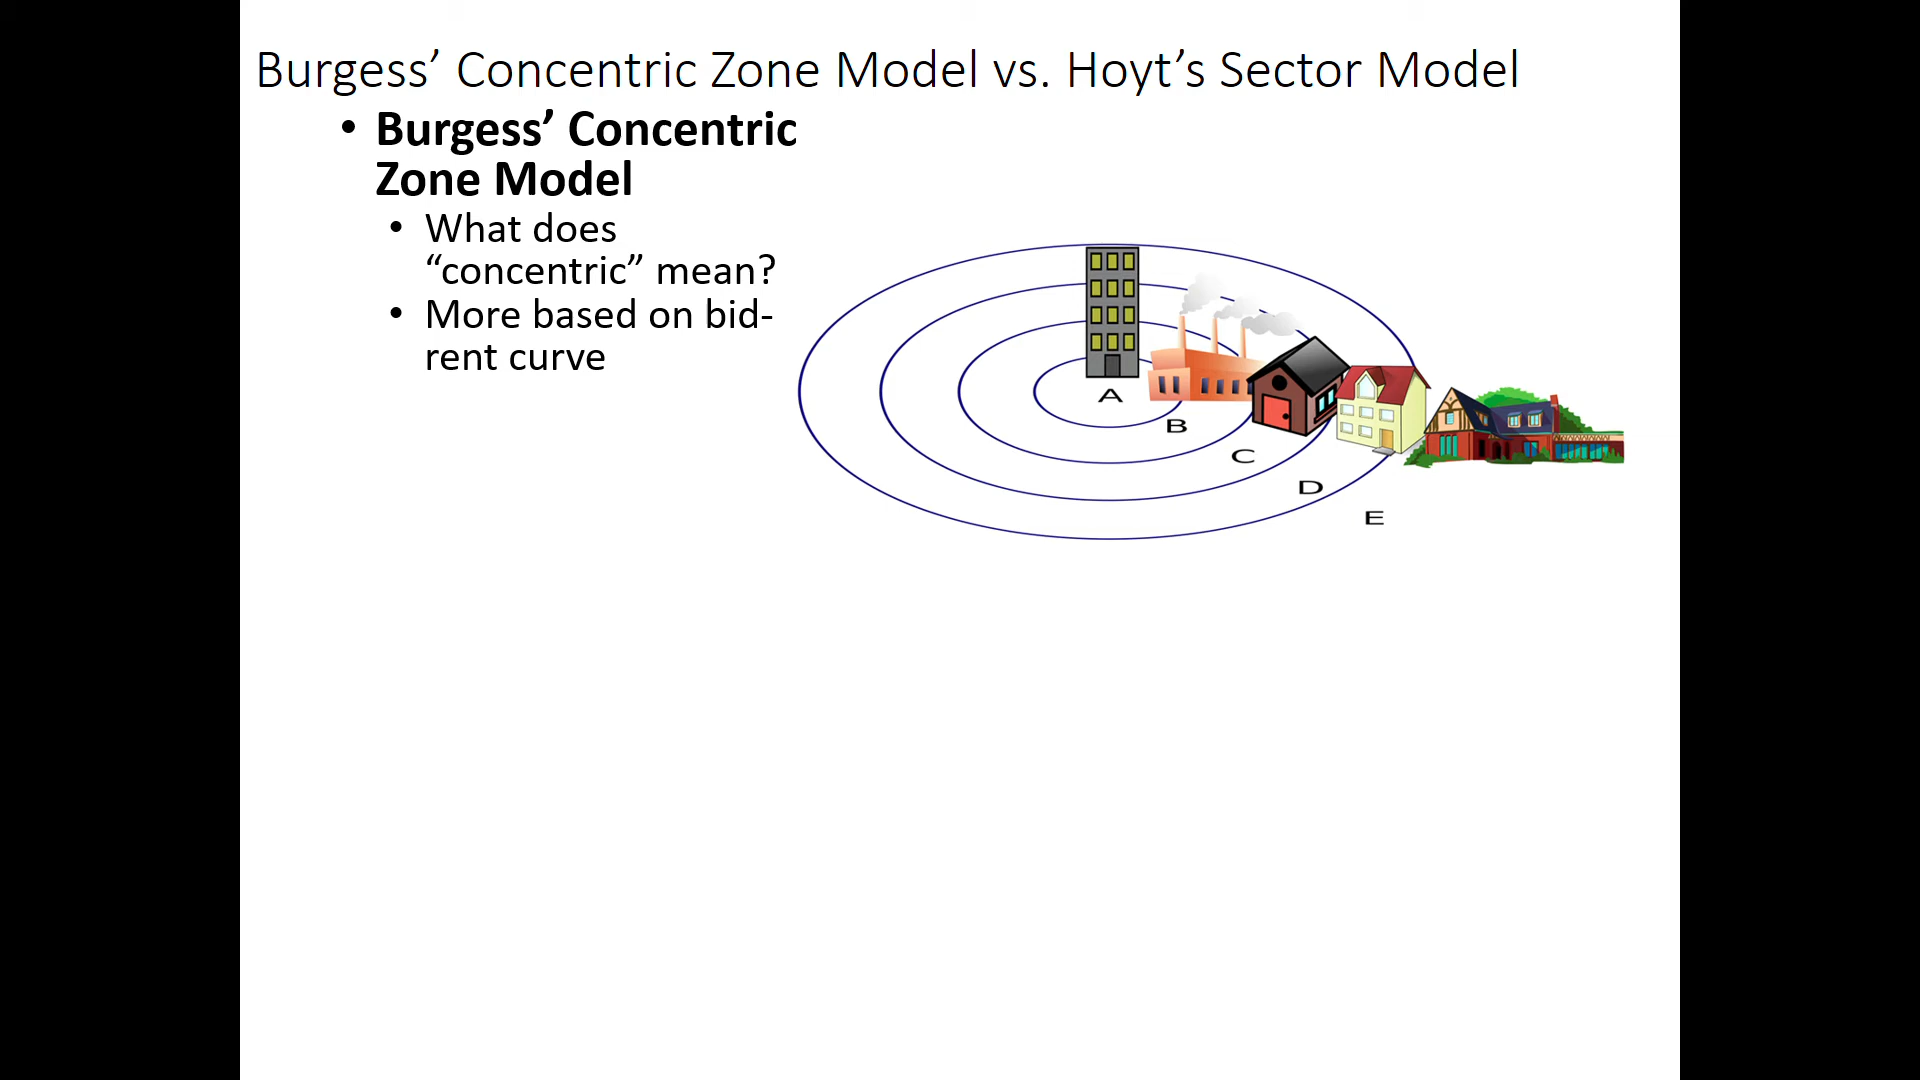 Burgess’ Concentric Zone Model vs. Hoyt’s Sector Model
• Burgess’ Concentric
Zone Model
• What does
“concentric” mean?
• More based on bid-
rent curve
A
B
C
D
E